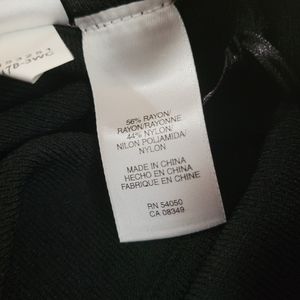 56% RAYON/
RAYON/RAYONNE
44% NYLON/
NILON POLIAMIDA/
NYLON
MADE IN CHINA
HECHO EN CHINA
FABRIQUÉ EN CHINE
RN 54050
CA 08349